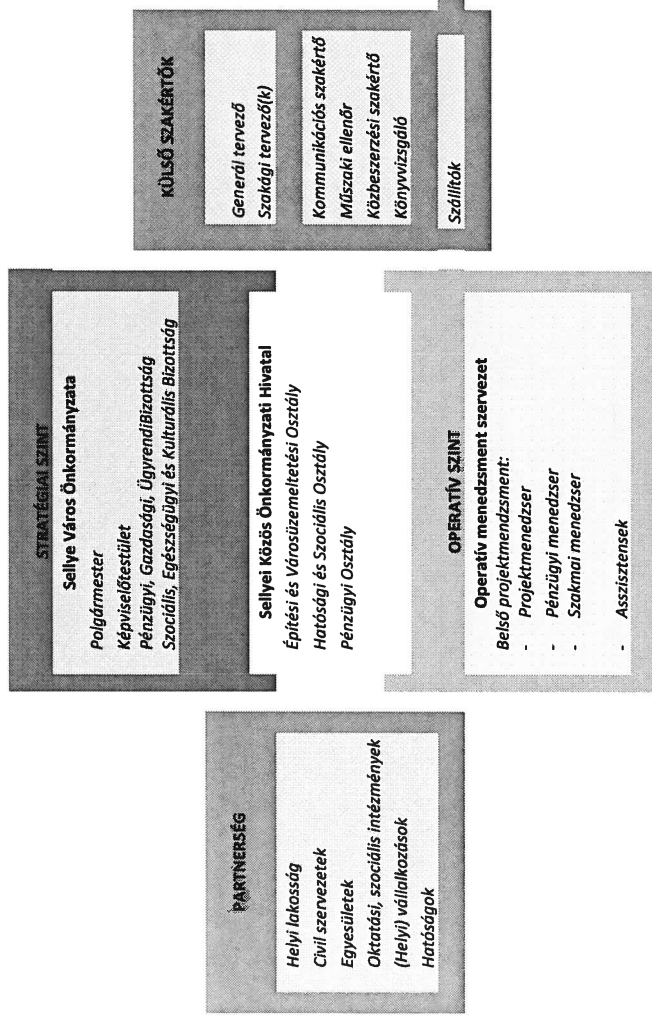 PARTNERSÉG
Helyi lakosság
Civil szervezetek
Egyesületek
Oktatási, szociális intézmények
(Helyi) vállalkozások
Hatóságok
STRATÉGIAI SZINT
Sellye Város Önkormányzata
Polgármester
Képviselőtestület
Pénzügyi, Gazdasági, ÜgyrendiBizottság
Szociális, Egészségügyi és Kulturális Bizottság
Sellyei Közös Önkormányzati Hivatal
Építési és Városüzemeltetési Osztály
Hatósági és Szociális Osztály
Pénzügyi Osztály
OPERATÍV SZINT
Operatív menedzsment szervezet
Belső projektmendzsment:
- Projektmenedzser
- Pénzügyi menedzser
- Szakmai menedzser
- Asszisztensek
KÜLSŐ SZAKÉRTŐK
Generál tervező
Szakági tervező(k)
Kommunikációs szakértő
Műszaki ellenőr
Közbeszerzési szakértő
Könyvvizsgáló
Szállítók